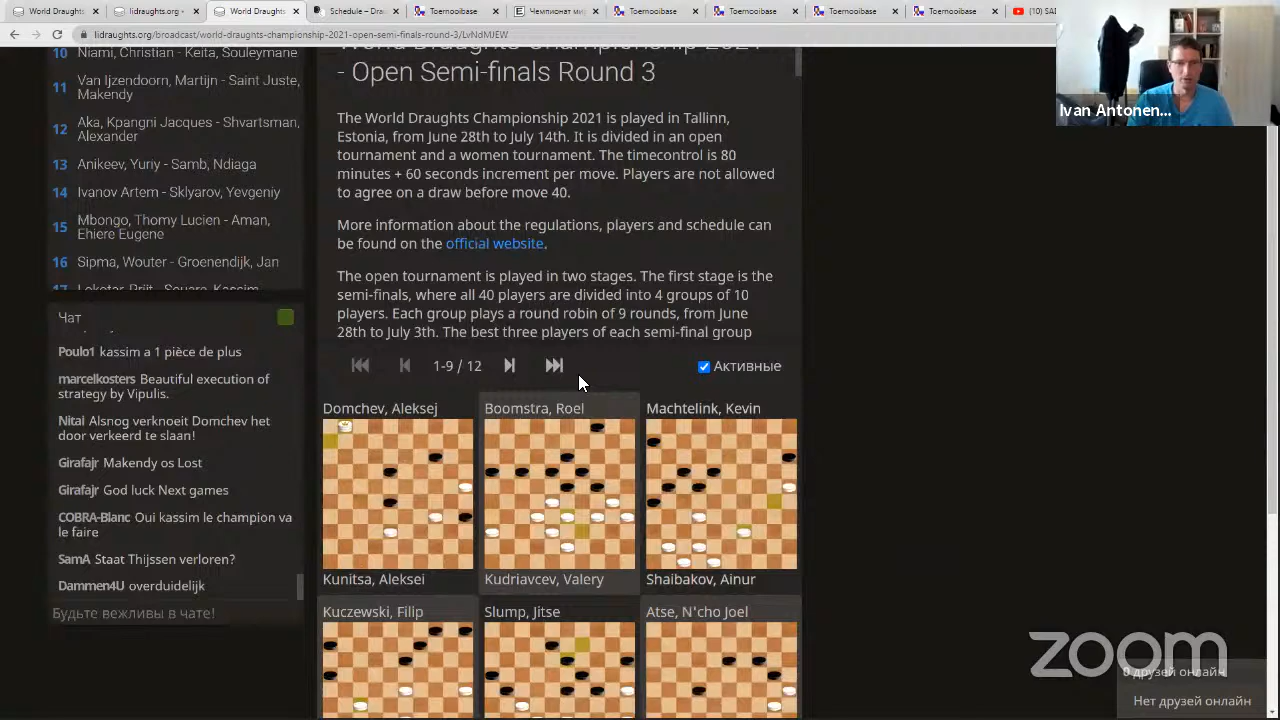 World Draughts
lidraughts.org
World Draughts
Schedule – Dra
Toernooibase
Чемпионат ми
Toernooibase
Toernooibase
Toernooibase
Toernooibase
lidraughts.org/broadcast/world-draughts-championship-2021-open-semi-finals-round-3/
Ivan Antonen...
10 Niami, Christian - Keita, Souleymane
11 Van Ijzendoorn, Martijn - Saint Juste,
Makendy
12 Aka, Kpangni Jacques - Shvartsman,
Alexander
13 Anikeev, Yuriy - Samb, Ndiaga
14 Ivanov Artem - Sklyarov, Yevgeniy
15 Mbongo, Thomy Lucien - Aman,
Ehiere Eugene
16 Sipma, Wouter - Groenendijk, Jan
Чат
Poulo1 kassim a 1 pièce de plus
marcelkosters Beautiful execution of
strategy by Vipulis.
Nitai Alsnog verknoeit Domchev het
door verkeerd te slaan!
Girafajr Makendy os Lost
Girafajr God luck Next games
COBRA-Blanc Oui kassim le champion va
le faire
SamA Staat Thijssen verloren?
Dammen4U overduidelijk
Будьте вежливы в чате!
World Draughts Championship 2021
- Open Semi-finals Round 3
The World Draughts Championship 2021 is played in Tallinn,
Estonia, from June 28th to July 14th. It is divided in an open
tournament and a women tournament. The timecontrol is 80
minutes + 60 seconds increment per move. Players are not allowed
to agree on a draw before move 40.
More information about the regulations, players and schedule can
be found on the official website.
The open tournament is played in two stages. The first stage is the
semi-finals, where all 40 players are divided into 4 groups of 10
players. Each group plays a round robin of 9 rounds, from June
28th to July 3th. The best three players of each semi-final group
1-9 / 12
Активные
Domchev, Aleksej
Boomstra, Roel
Machtelink, Kevin
Kunitsa, Aleksei
Kudriavcev, Valery
Shaibakov, Ainur
Kuczewski, Filip
Slump, Jitse
Atse, N'cho Joel
zoom
0 друзей онлайн
Нет друзей онлайн